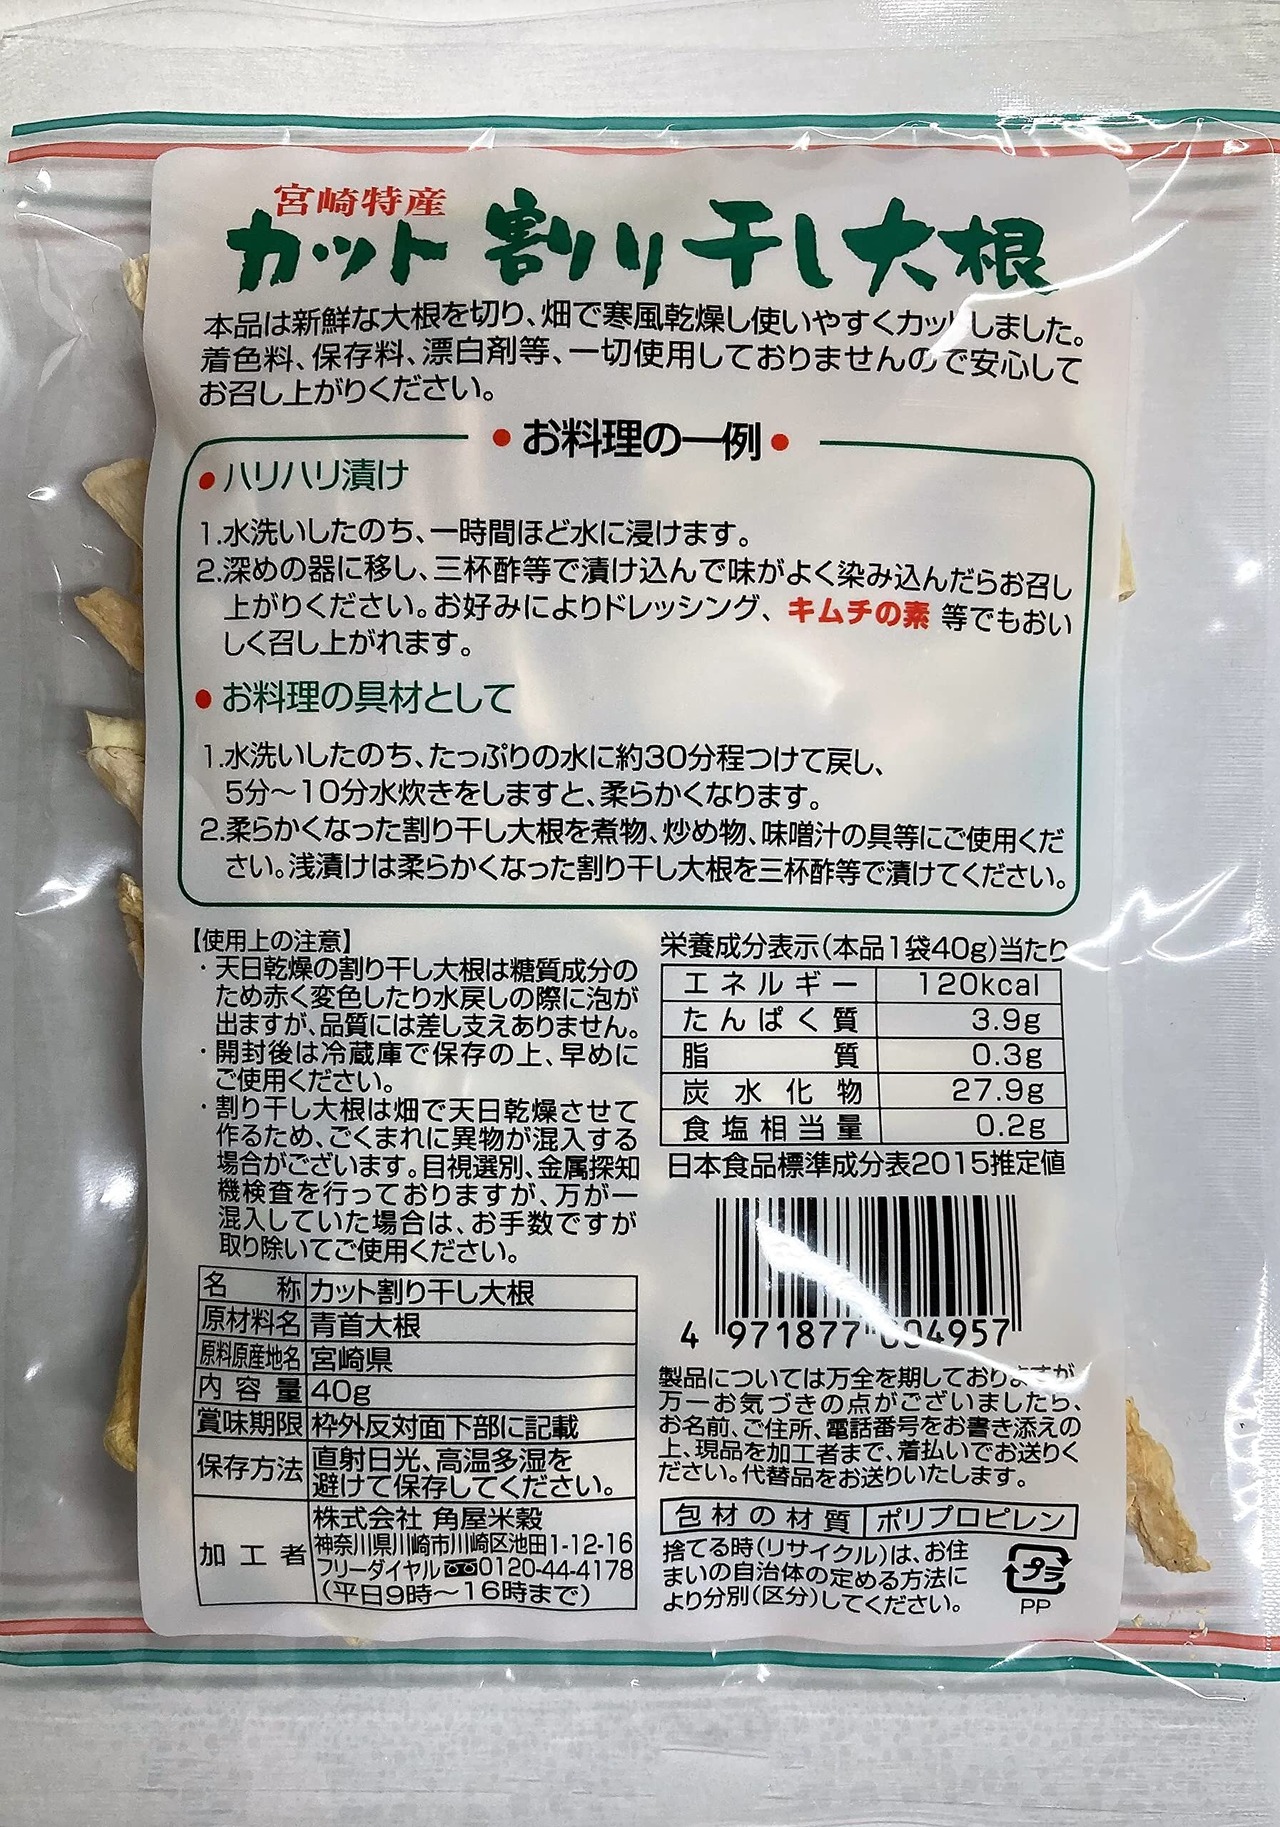 宮崎特産
カット 割り干し大根
本品は新鮮な大根を切り、畑で寒風乾燥し使いやすくカットしました。
着色料、保存料、漂白剤等、一切使用しておりませんので安心して
お召し上がりください。
● お料理の一例 ●
● ハリハリ漬け
1.水洗いしたのち、一時間ほど水に浸けます。
2.深めの器に移し、三杯酢等で漬け込んで味がよく染み込んだらお召し
上がりください。お好みによりドレッシング、キムチの素 等でもおい
しく召し上がれます。
● お料理の具材として
1.水洗いしたのち、たっぷりの水に約30分程つけて戻し、
5分～10分水炊きをしますと、柔らかくなります。
2.柔らかくなった割り干し大根を煮物、炒め物、味噌汁の具等にご使用くだ
さい。浅漬けは柔らかくなった割り干し大根を三杯酢等で漬けてください。
【使用上の注意】
・天日乾燥の割り干し大根は糖質成分の
ため赤く変色したり水戻しの際に泡が
出ますが、品質には差し支えありません。
・開封後は冷蔵庫で保存の上、早めに
ご使用ください。
・割り干し大根は畑で天日乾燥させて
作るため、ごくまれに異物が混入する
場合がございます。目視選別、金属探知
機検査を行っておりますが、万が一
混入していた場合は、お手数ですが
取り除いてご使用ください。
名 称 カット割り干し大根
原材料名 青首大根
原料原産地名 宮崎県
内容量 40g
賞味期限 枠外反対面下部に記載
保存方法 直射日光、高温多湿を
避けて保存してください。
加工者 株式会社 角屋米穀
神奈川県川崎市川崎区池田1-12-16
フリーダイヤル 0120-44-4178
(平日9時～16時まで)
栄養成分表示(本品1袋40g)当たり
エネルギー 120kcal
たんぱく質 3.9g
脂 質 0.3g
炭水化物 27.9g
食塩相当量 0.2g
日本食品標準成分表2015推定値
4 971877 004957
製品については万全を期しておりますが、
万一お気づきの点がございましたら、
お名前、ご住所、電話番号をお書き添えの
上、現品を加工者まで、着払いでお送りく
ださい。代替品をお送りいたします。
包材の材質 ポリプロピレン
捨てる時(リサイクル)は、お住
まいの自治体の定める方法に
より分別(区分)してください。
プラ
PP